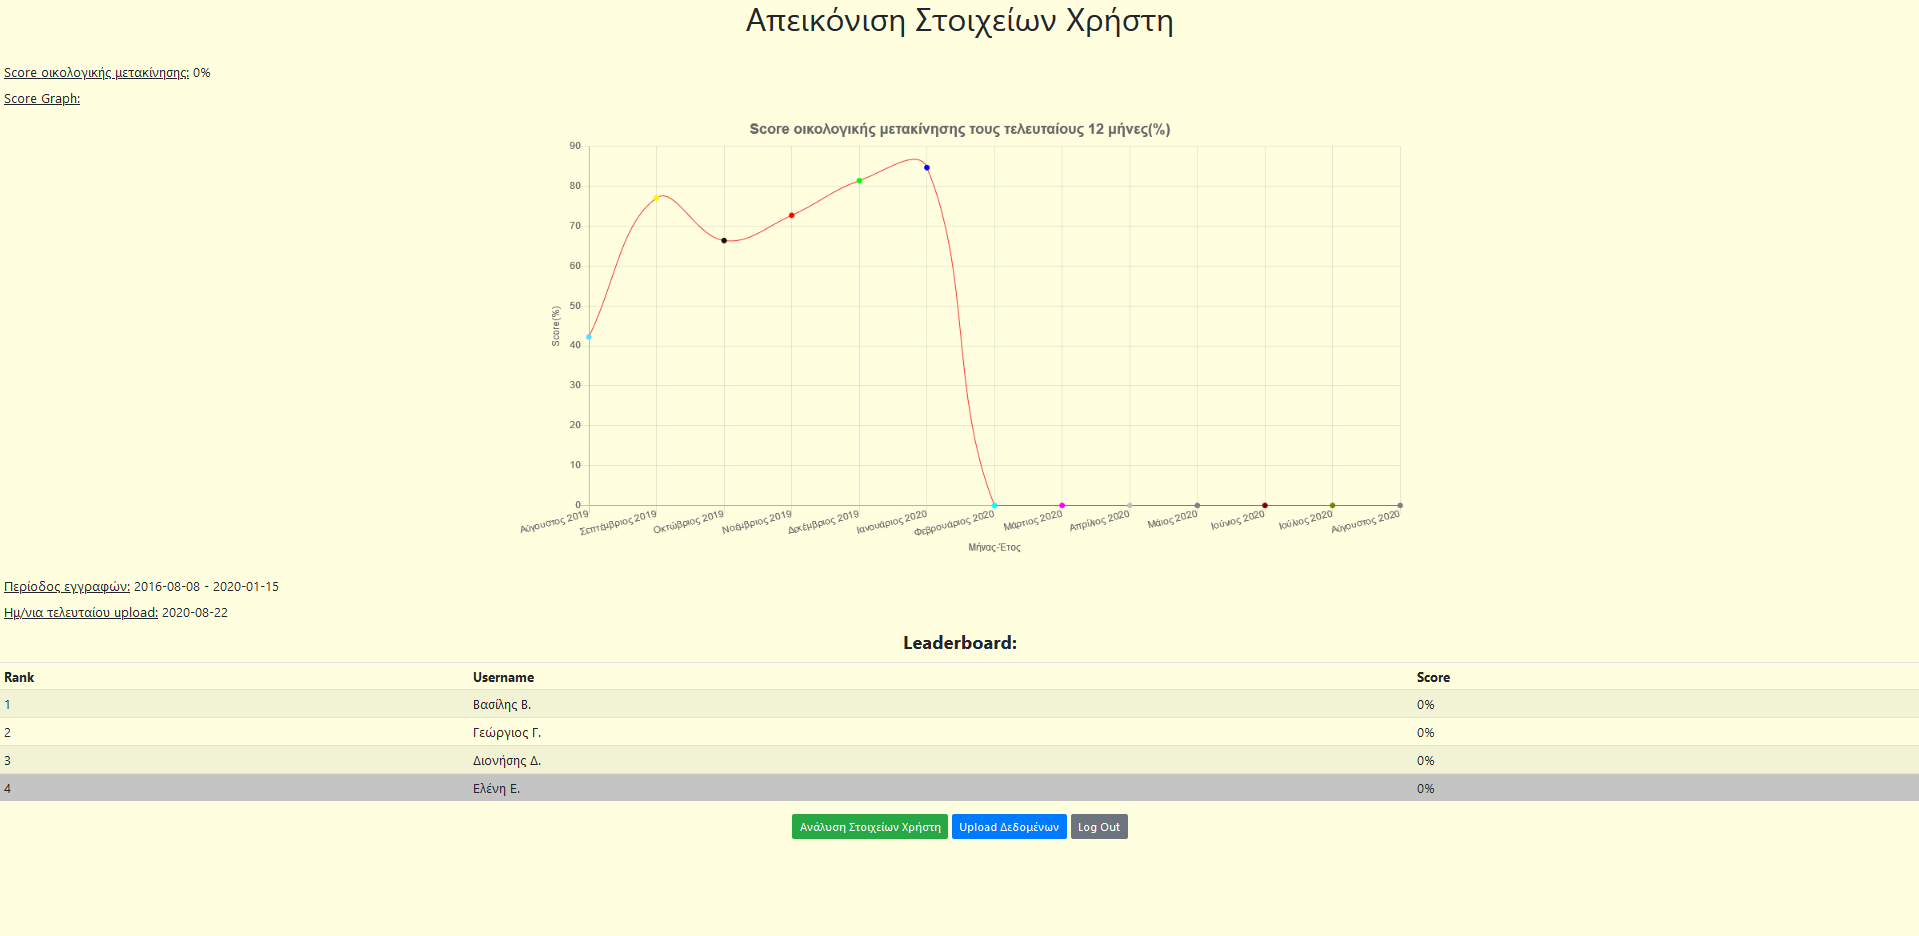 Απεικόνιση Στοιχείων Χρήστη
Score οικολογικής μετακίνησης: 0%
Score Graph:
Score οικολογικής μετακίνησης τους τελευταίους 12 μήνες(%)
90
80
70
60
50
40
30
20
10
0
Score(%)
Αύγουστος 2019 Σεπτέμβριος 2019 Οκτώβριος 2019 Νοέμβριος 2019 Δεκέμβριος 2019 Ιανουάριος 2020 Φεβρουάριος 2020 Μάρτιος 2020 Απρίλιος 2020 Μάιος 2020 Ιούνιος 2020 Ιούλιος 2020 Αύγουστος 2020
Μήνας-Έτος
Περίοδος εγγραφών: 2016-08-08 - 2020-01-15
Ημ/νια τελευταίου upload: 2020-08-22
Leaderboard:
Rank Username Score
1 Βασίλης Β. 0%
2 Γεώργιος Γ. 0%
3 Διονήσης Δ. 0%
4 Ελένη Ε. 0%
Ανάλυση Στοιχείων Χρήστη Upload Δεδομένων Log Out